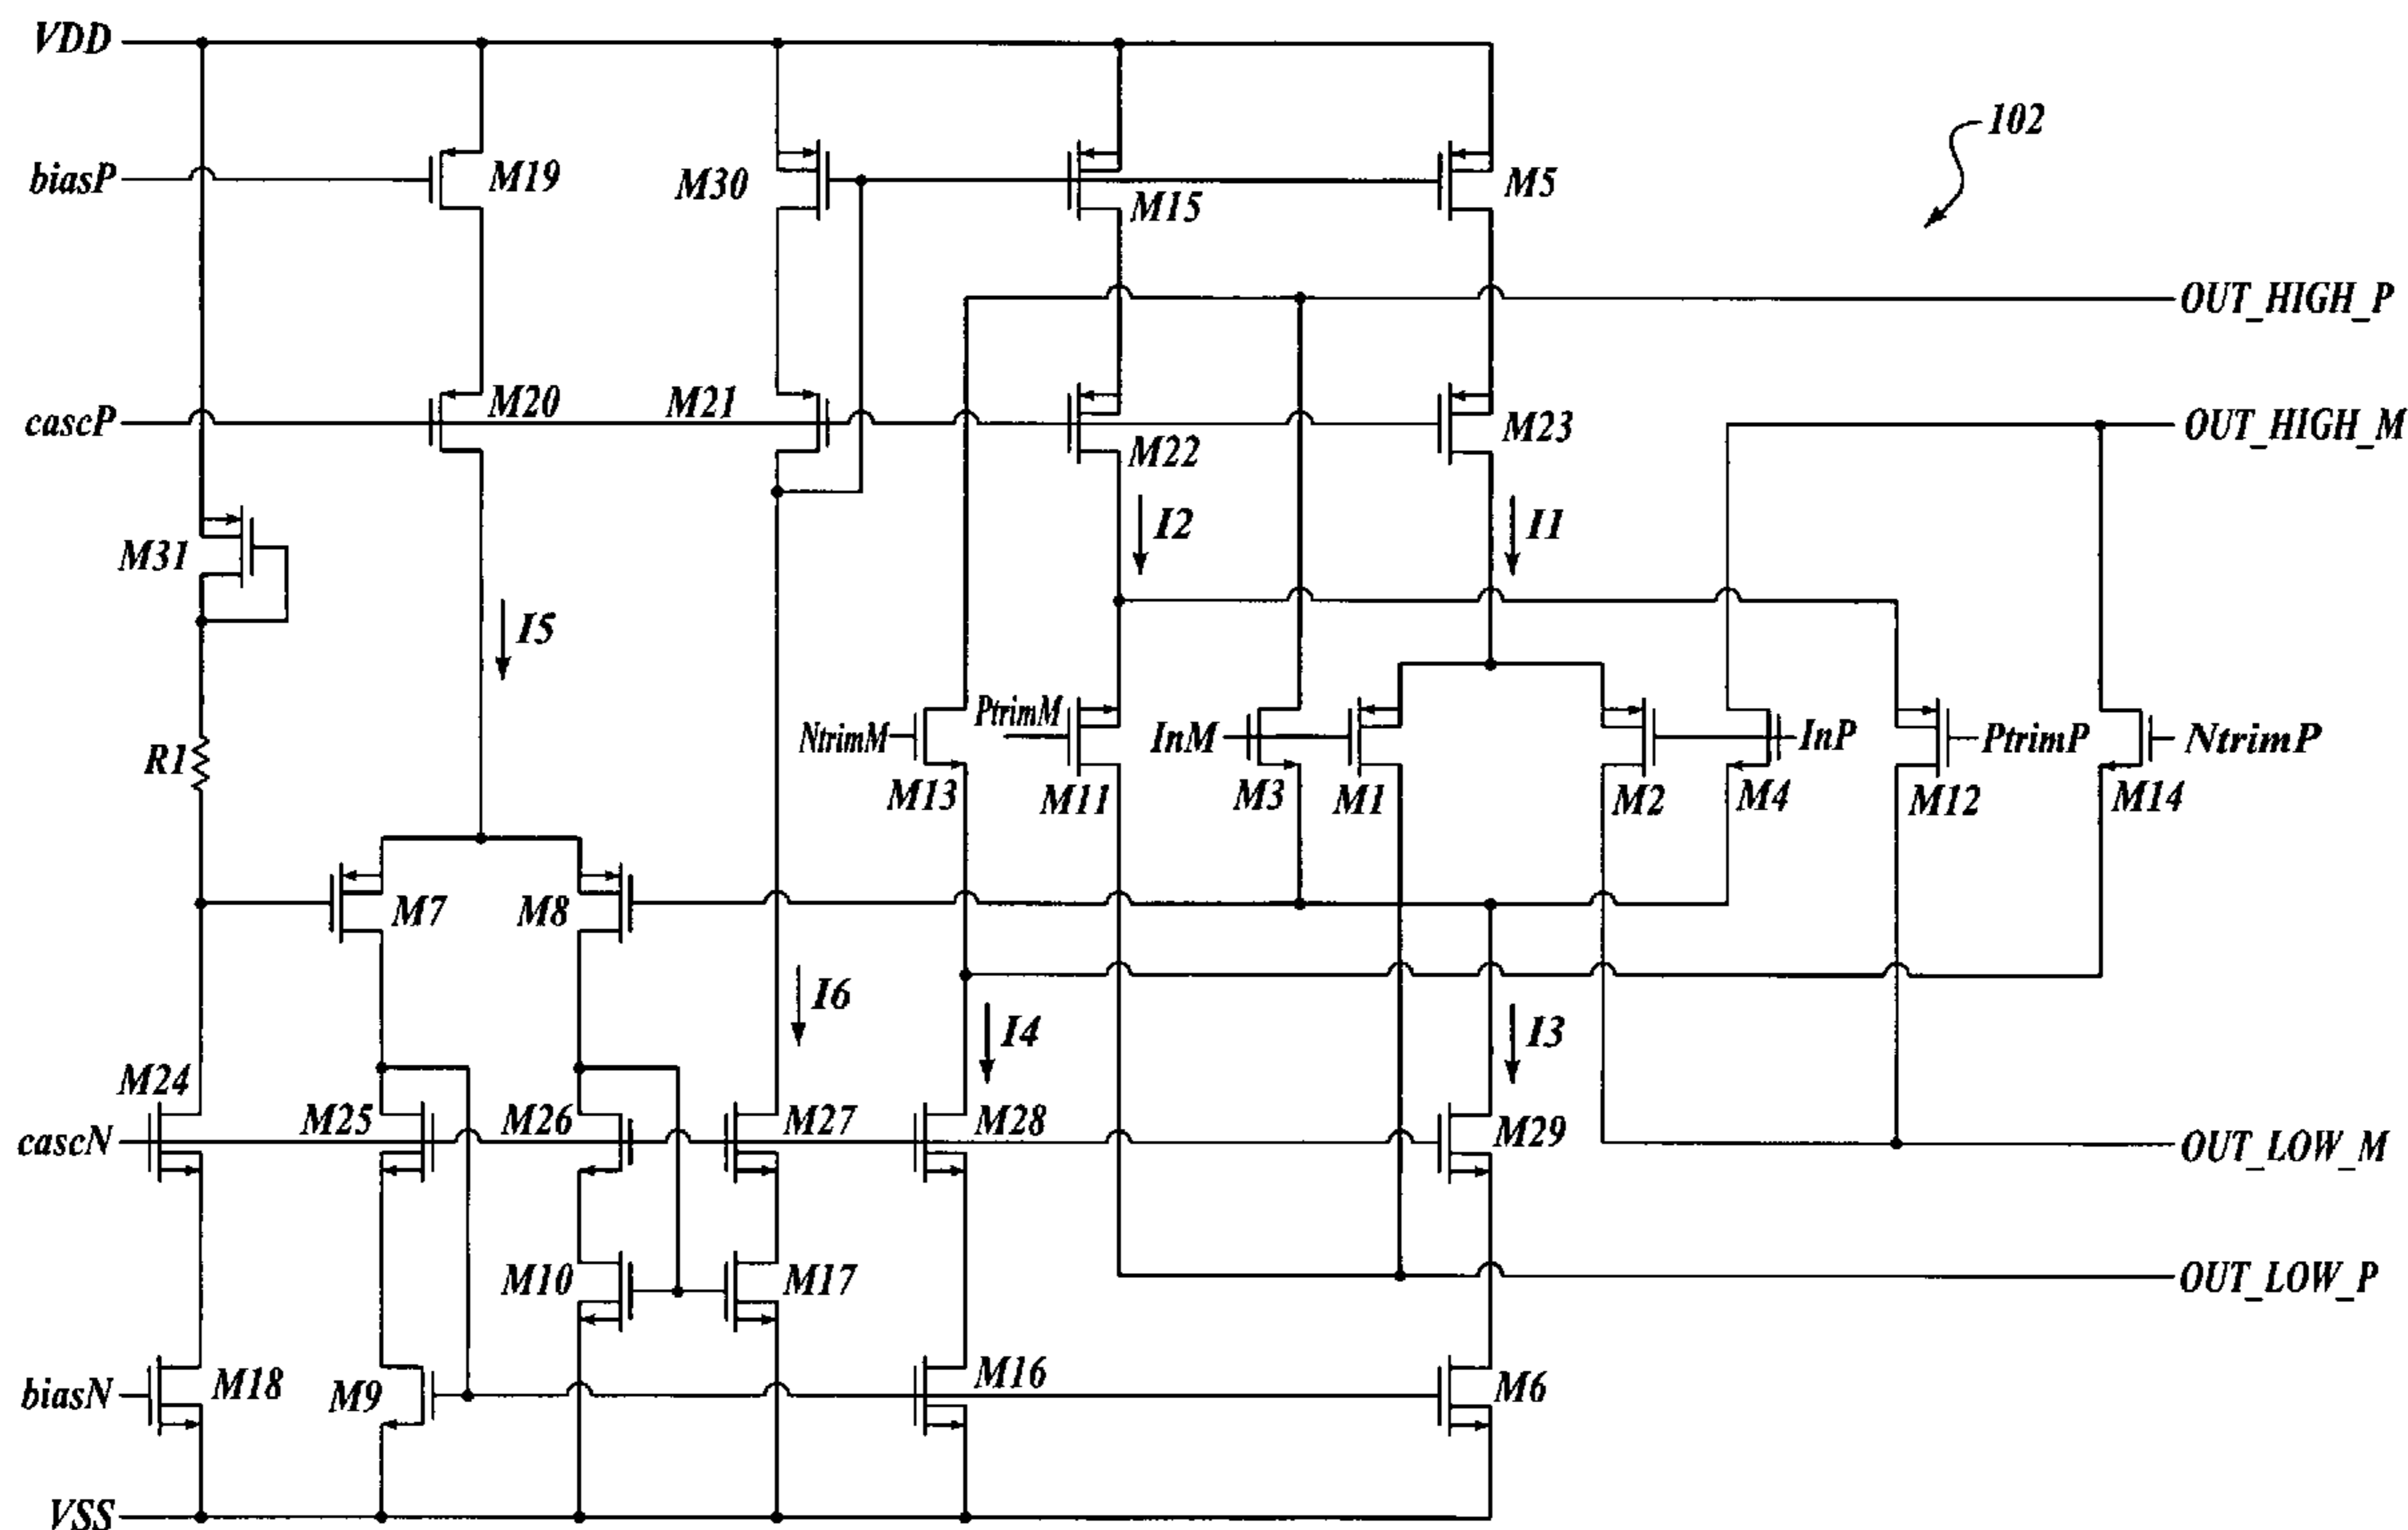 VDD
102
biasP
M19
M30
M15
M5
OUT_HIGH_P
cascP
M20
M21
M22
M23
OUT_HIGH_M
M31
I2
I1
I5
R1
NtrimM
PtrimM
InM
InP
PtrimP
NtrimP
M13
M11
M3
M1
M2
M4
M12
M14
M7
M8
I6
I4
I3
M24
cascN
M25
M26
M27
M28
M29
OUT_LOW_M
M10
M17
OUT_LOW_P
biasN
M18
M9
M16
M6
VSS